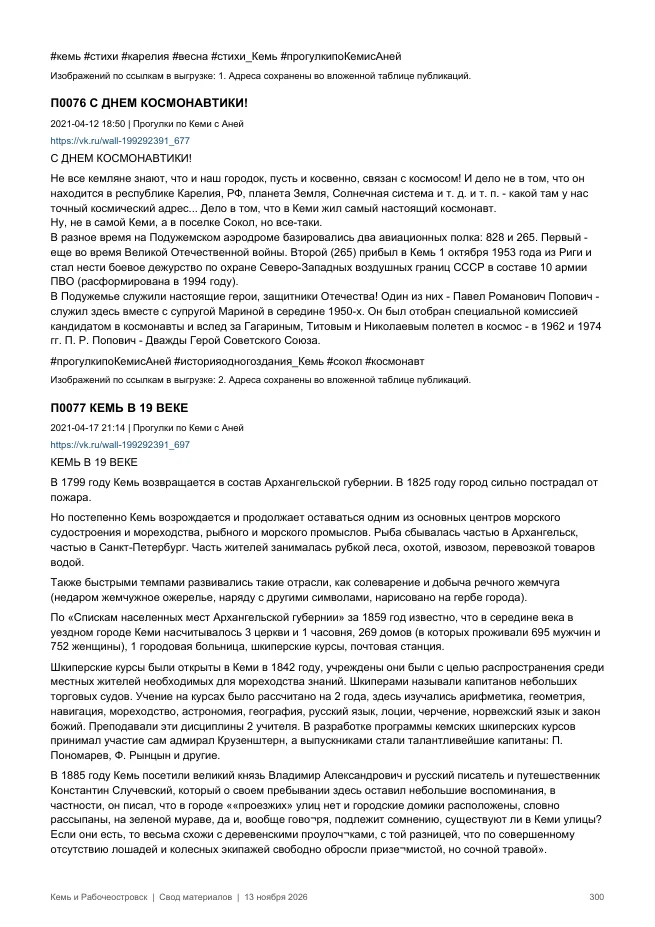 #кемь #стихи #карелия #весна #стихи_Кемь #прогулкипоКемисАней
Изображений по ссылкам в выгрузке: 1. Адреса сохранены во вложенной таблице публикаций.
П0076 С ДНЕМ КОСМОНАВТИКИ!
2021-04-12 18:50 | Прогулки по Кеми с Аней
https://vk.ru/wall-199292391_677
С ДНЕМ КОСМОНАВТИКИ!
Не все кемляне знают, что и наш городок, пусть и косвенно, связан с космосом! И дело не в том, что он
находится в республике Карелия, РФ, планета Земля, Солнечная система и т. д. и т. п. - какой там у нас
точный космический адрес... Дело в том, что в Кеми жил самый настоящий космонавт.
Ну, не в самой Кеми, а в поселке Сокол, но все-таки.
В разное время на Подужемском аэродроме базировались два авиационных полка: 828 и 265. Первый -
еще во время Великой Отечественной войны. Второй (265) прибыл в Кемь 1 октября 1953 года из Риги и
стал нести боевое дежурство по охране Северо-Западных воздушных границ СССР в составе 10 армии
ПВО (расформирована в 1994 году).
В Подужемье служили настоящие герои, защитники Отечества! Один из них - Павел Романович Попович -
служил здесь вместе с супругой Мариной в середине 1950-х. Он был отобран специальной комиссией
кандидатом в космонавты и вслед за Гагариным, Титовым и Николаевым полетел в космос - в 1962 и 1974
гг. П. Р. Попович - Дважды Герой Советского Союза.
#прогулкипоКемисАней #историяодногоздания_Кемь #сокол #космонавт
Изображений по ссылкам в выгрузке: 2. Адреса сохранены во вложенной таблице публикаций.
П0077 КЕМЬ В 19 ВЕКЕ
2021-04-17 21:14 | Прогулки по Кеми с Аней
https://vk.ru/wall-199292391_697
КЕМЬ В 19 ВЕКЕ
В 1799 году Кемь возвращается в состав Архангельской губернии. В 1825 году город сильно пострадал от
пожара.
Но постепенно Кемь возрождается и продолжает оставаться одним из основных центров морского
судостроения и мореходства, рыбного и морского промыслов. Рыба сбывалась частью в Архангельск,
частью в Санкт-Петербург. Часть жителей занималась рубкой леса, охотой, извозом, перевозкой товаров
водой.
Также быстрыми темпами развивались такие отрасли, как солеварение и добыча речного жемчуга
(недаром жемчужное ожерелье, наряду с другими символами, нарисовано на гербе города).
По «Спискам населенных мест Архангельской губернии» за 1859 год известно, что в середине века в
уездном городе Кеми насчитывалось 3 церкви и 1 часовня, 269 домов (в которых проживали 695 мужчин и
752 женщины), 1 городовая больница, шкиперские курсы, почтовая станция.
Шкиперские курсы были открыты в Кеми в 1842 году, учреждены они были с целью распространения среди
местных жителей необходимых для мореходства знаний. Шкиперами называли капитанов небольших
торговых судов. Учение на курсах было рассчитано на 2 года, здесь изучались арифметика, геометрия,
навигация, мореходство, астрономия, география, русский язык, лоции, черчение, норвежский язык и закон
божий. Преподавали эти дисциплины 2 учителя. В разработке программы кемских шкиперских курсов
принимал участие сам адмирал Крузенштерн, а выпускниками стали талантливейшие капитаны: П.
Пономарев, Ф. Рынцын и другие.
В 1885 году Кемь посетили великий князь Владимир Александрович и русский писатель и путешественник
Константин Случевский, который о своем пребывании здесь оставил небольшие воспоминания, в
частности, он писал, что в городе ««проезжих» улиц нет и городские домики расположены, словно
рассыпаны, на зеленой мураве, да и, вообще гово¬ря, подлежит сомнению, существуют ли в Кеми улицы?
Если они есть, то весьма схожи с деревенскими проулоч¬ками, с той разницей, что по совершенному
отсутствию лошадей и колесных экипажей свободно обросли призе¬мистой, но сочной травой».
Кемь и Рабочеостровск | Свод материалов | 13 ноября 2026
300